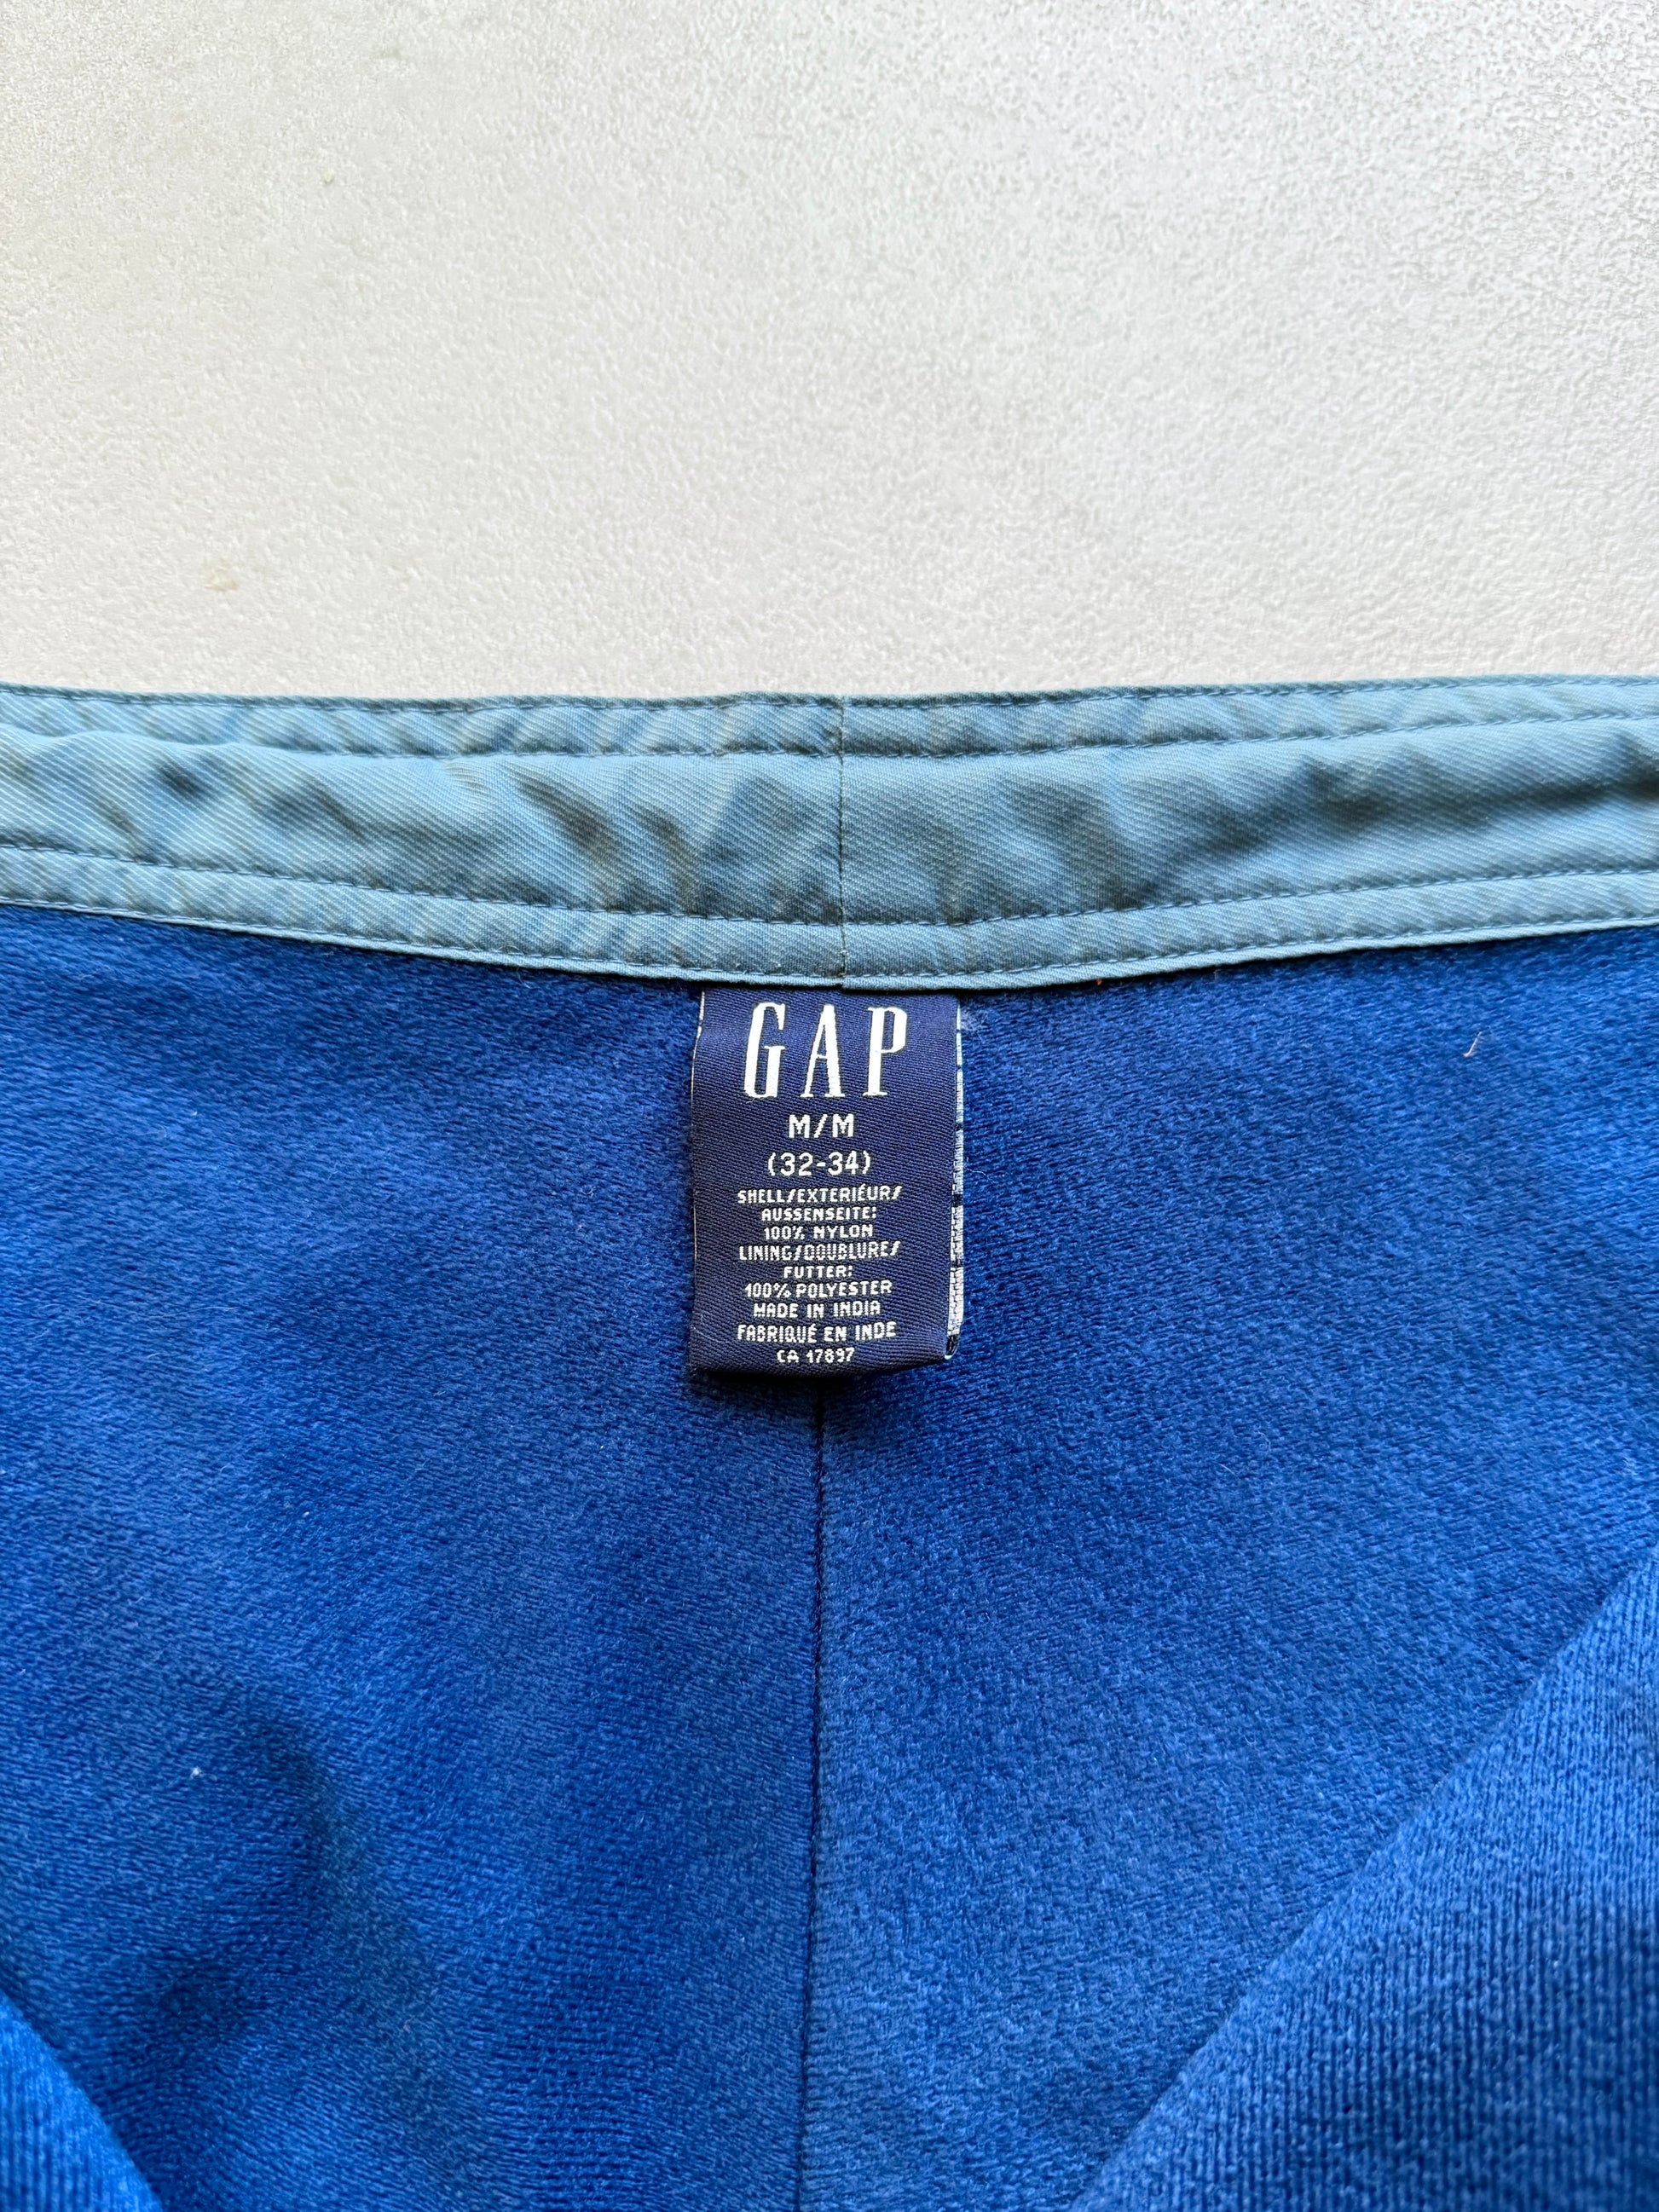 GAP
M/M
(32-34)
SHELL/EXTERIÉUR/
AUSSENSEITE:
100% NYLON
LINING/DOUBLURE/
FUTTER:
100% POLYESTER
MADE IN INDIA
FABRIQUÉ EN INDE
CA 17897